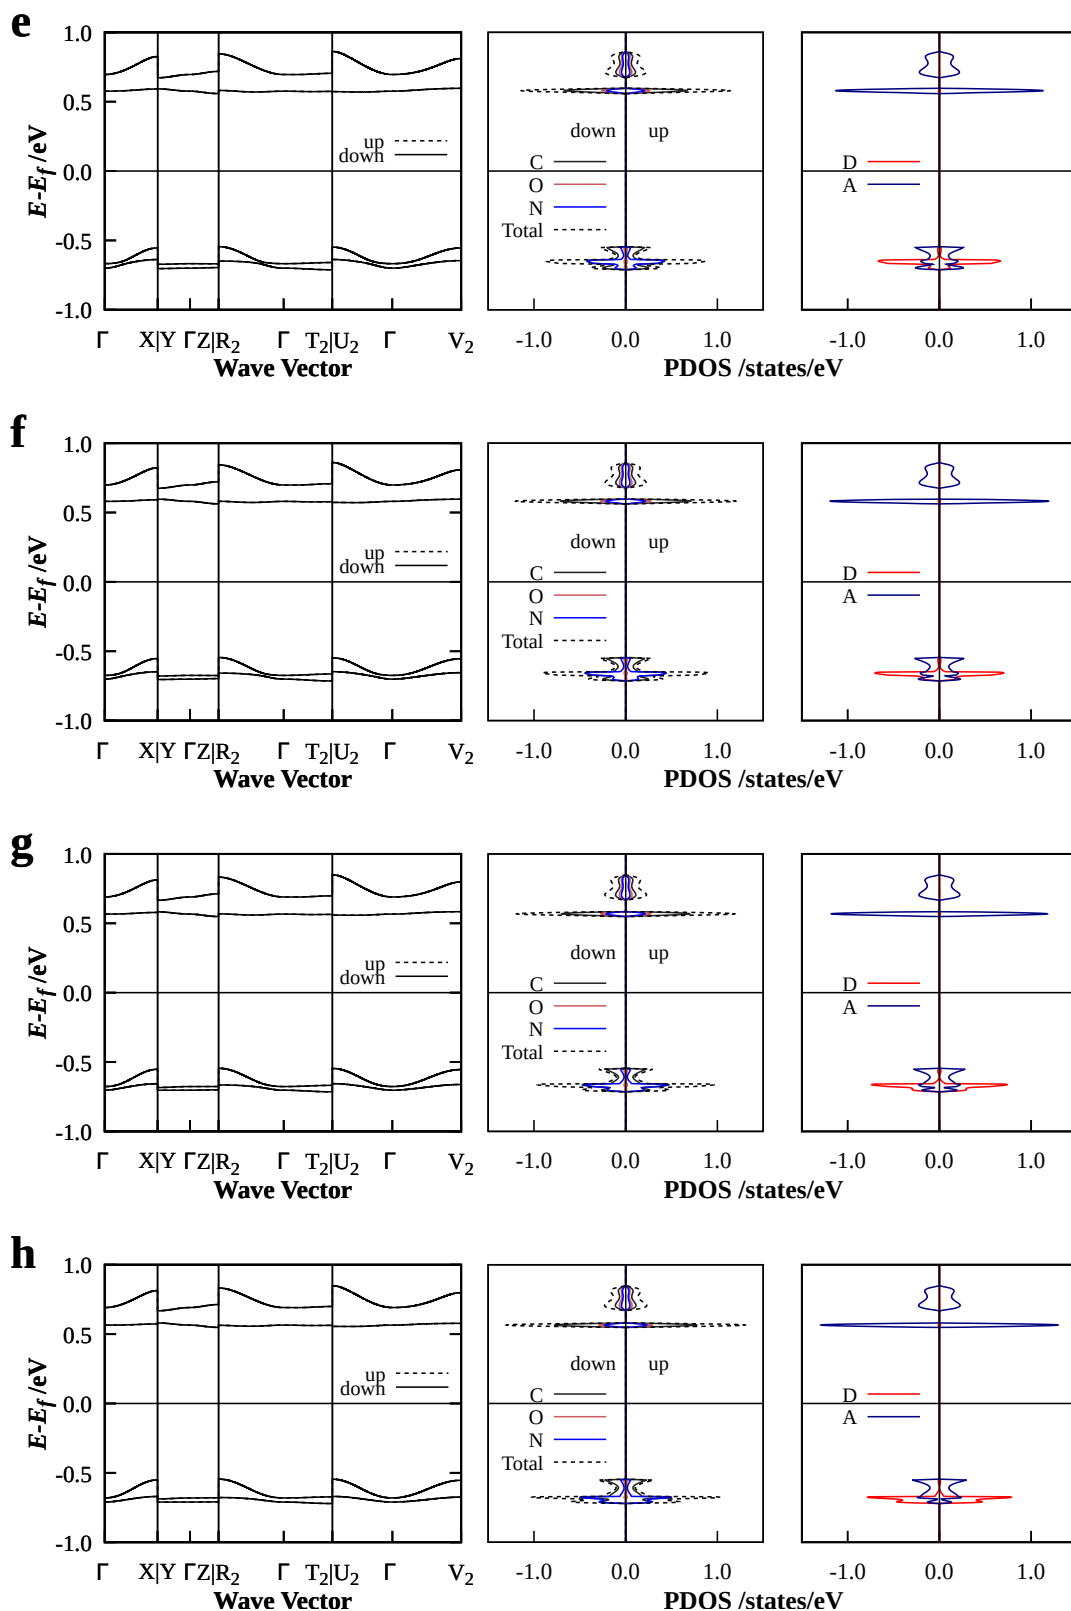 e
1.0
0.5
0.0
-0.5
-1.0
E-Ef /eV
up
down
Γ X|Y ΓZ|R2 Γ T2|U2 Γ V2
Wave Vector
down up
C
O
N
Total
-1.0 0.0 1.0
PDOS /states/eV
D
A
-1.0 0.0 1.0
f
1.0
0.5
0.0
-0.5
-1.0
E-Ef /eV
up
down
Γ X|Y ΓZ|R2 Γ T2|U2 Γ V2
Wave Vector
down up
C
O
N
Total
-1.0 0.0 1.0
PDOS /states/eV
D
A
-1.0 0.0 1.0
g
1.0
0.5
0.0
-0.5
-1.0
E-Ef /eV
up
down
Γ X|Y ΓZ|R2 Γ T2|U2 Γ V2
Wave Vector
down up
C
O
N
Total
-1.0 0.0 1.0
PDOS /states/eV
D
A
-1.0 0.0 1.0
h
1.0
0.5
0.0
-0.5
-1.0
E-Ef /eV
up
down
Γ X|Y ΓZ|R2 Γ T2|U2 Γ V2
Wave Vector
down up
C
O
N
Total
-1.0 0.0 1.0
PDOS /states/eV
D
A
-1.0 0.0 1.0